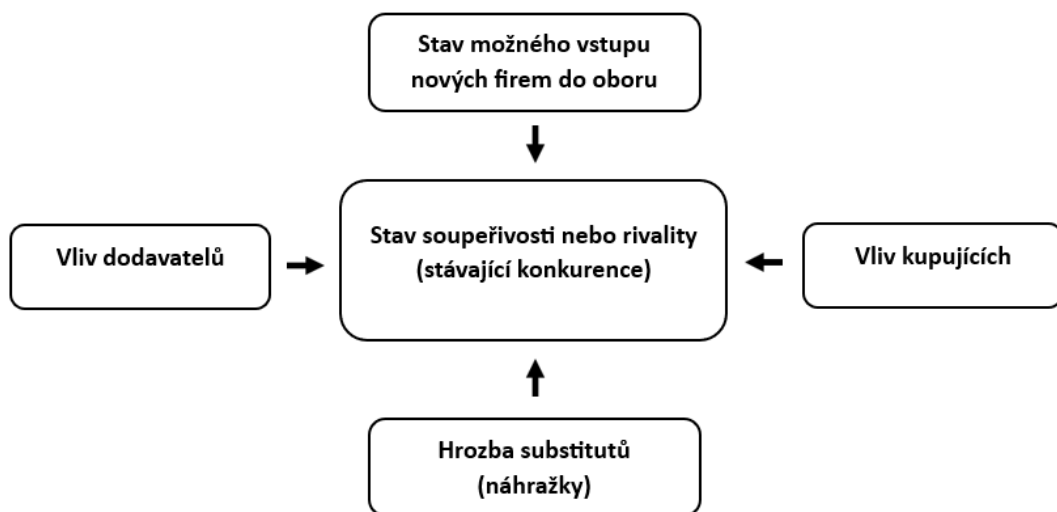 Stav možného vstupu
nových firem do oboru
Stav soupeřivosti nebo rivality
(stávající konkurence)
Vliv dodavatelů
Vliv kupujících
Hrozba substitutů
(náhražky)